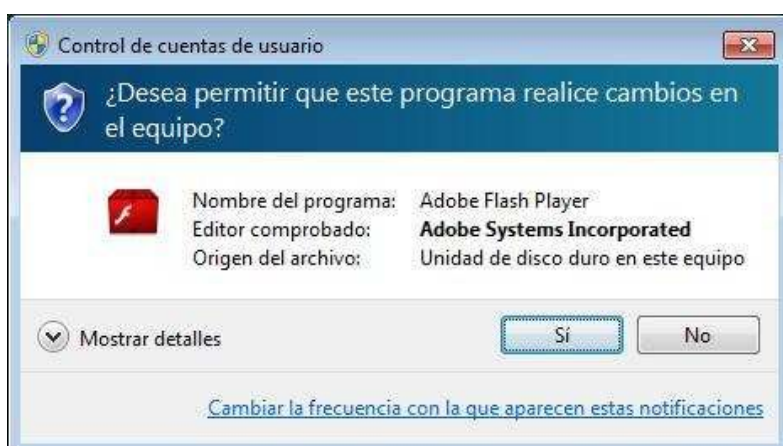 Control de cuentas de usuario
¿Desea permitir que este programa realice cambios en
el equipo?
Nombre del programa: Adobe Flash Player
Editor comprobado: Adobe Systems Incorporated
Origen del archivo: Unidad de disco duro en este equipo
Mostrar detalles Sí No
Cambiar la frecuencia con la que aparecen estas notificaciones